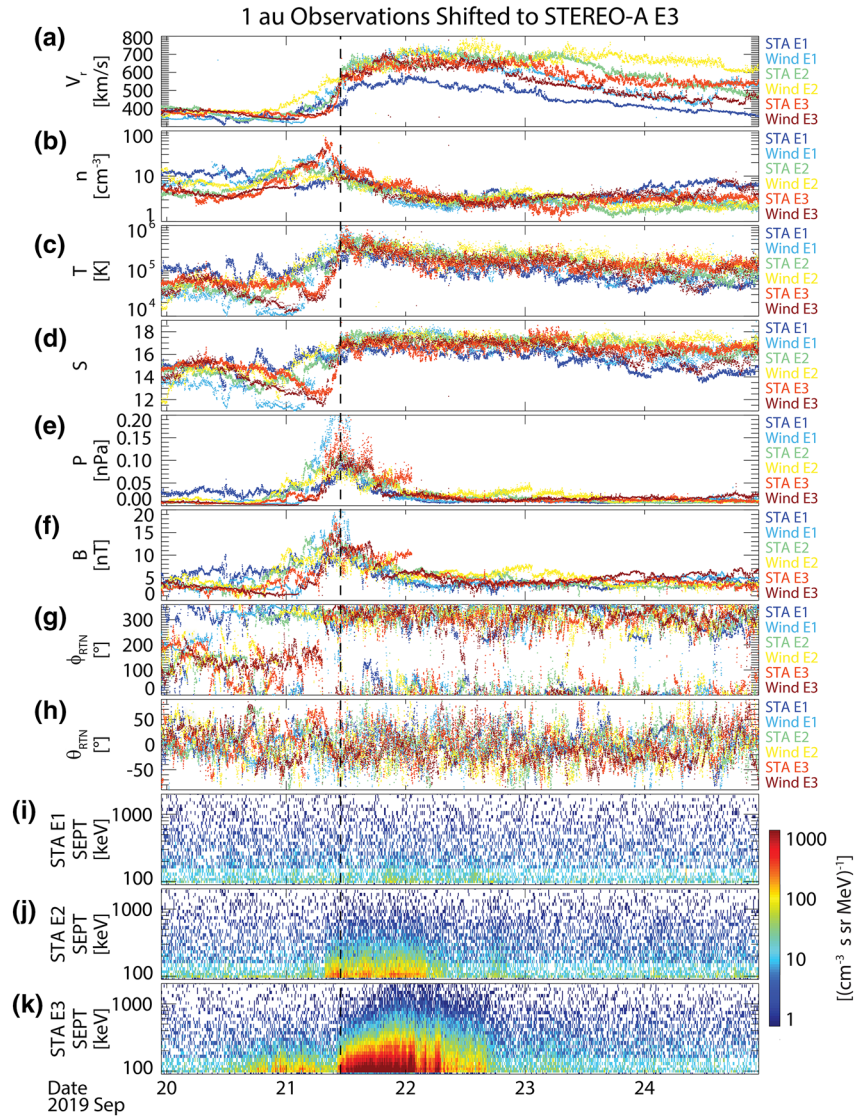 1 au Observations Shifted to STEREO-A E3
(a)
V_r
[km/s]
800
700
600
500
400
STA E1
Wind E1
STA E2
Wind E2
STA E3
Wind E3
(b)
n
[cm⁻³]
100
10
1
STA E1
Wind E1
STA E2
Wind E2
STA E3
Wind E3
(c)
T
[K]
10⁶
10⁵
10⁴
STA E1
Wind E1
STA E2
Wind E2
STA E3
Wind E3
(d)
S
18
16
14
12
STA E1
Wind E1
STA E2
Wind E2
STA E3
Wind E3
(e)
P
[nPa]
0.20
0.15
0.10
0.05
0.00
STA E1
Wind E1
STA E2
Wind E2
STA E3
Wind E3
(f)
B
[nT]
20
15
10
5
0
STA E1
Wind E1
STA E2
Wind E2
STA E3
Wind E3
(g)
ϕ_RTN
[°]
300
200
100
0
STA E1
Wind E1
STA E2
Wind E2
STA E3
Wind E3
(h)
θ_RTN
[°]
50
0
-50
STA E1
Wind E1
STA E2
Wind E2
STA E3
Wind E3
(i)
STA E1
SEPT
[keV]
1000
100
(j)
STA E2
SEPT
[keV]
1000
100
(k)
STA E3
SEPT
[keV]
1000
100
1000
100
10
1
[(cm⁻³ s sr MeV)⁻¹]
20
21
22
23
24
Date
2019 Sep